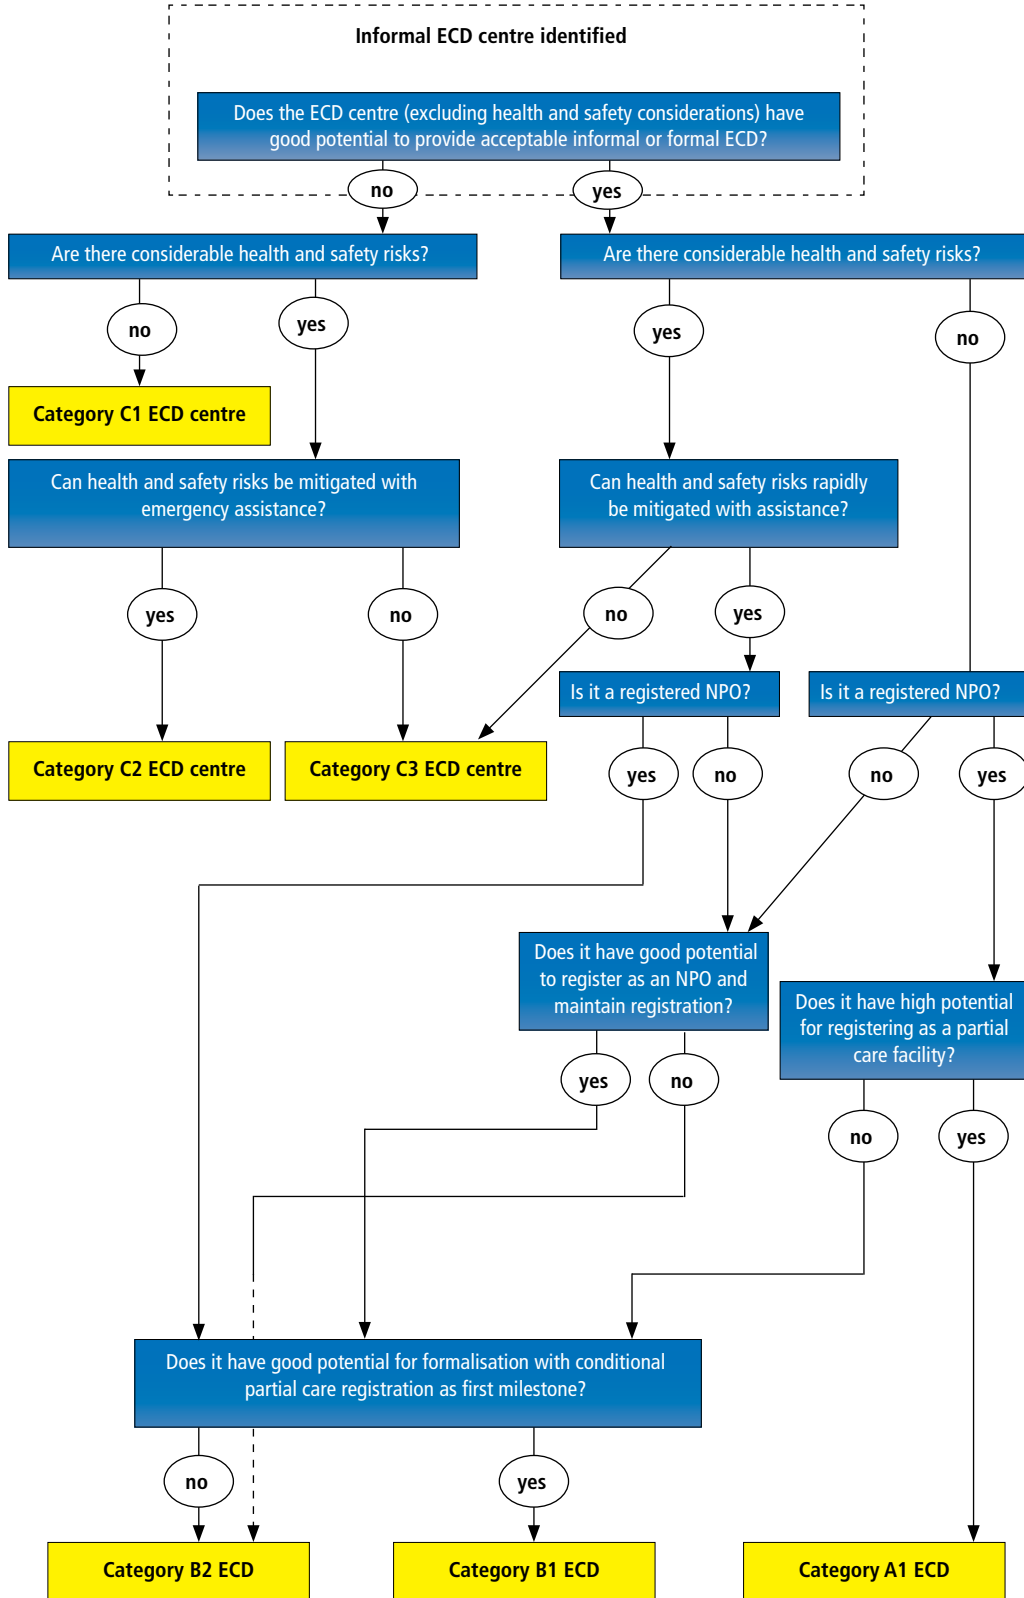 Informal ECD centre identified
Does the ECD centre (excluding health and safety considerations) have
good potential to provide acceptable informal or formal ECD?
no
yes
Are there considerable health and safety risks?
Are there considerable health and safety risks?
no
yes
yes
no
Category C1 ECD centre
Can health and safety risks be mitigated with
emergency assistance?
Can health and safety risks rapidly
be mitigated with assistance?
yes
no
no
yes
Is it a registered NPO?
Is it a registered NPO?
Category C2 ECD centre
Category C3 ECD centre
yes
no
no
yes
Does it have good potential
to register as an NPO and
maintain registration?
Does it have high potential
for registering as a partial
care facility?
yes
no
no
yes
Does it have good potential for formalisation with conditional
partial care registration as first milestone?
no
yes
Category B2 ECD
Category B1 ECD
Category A1 ECD